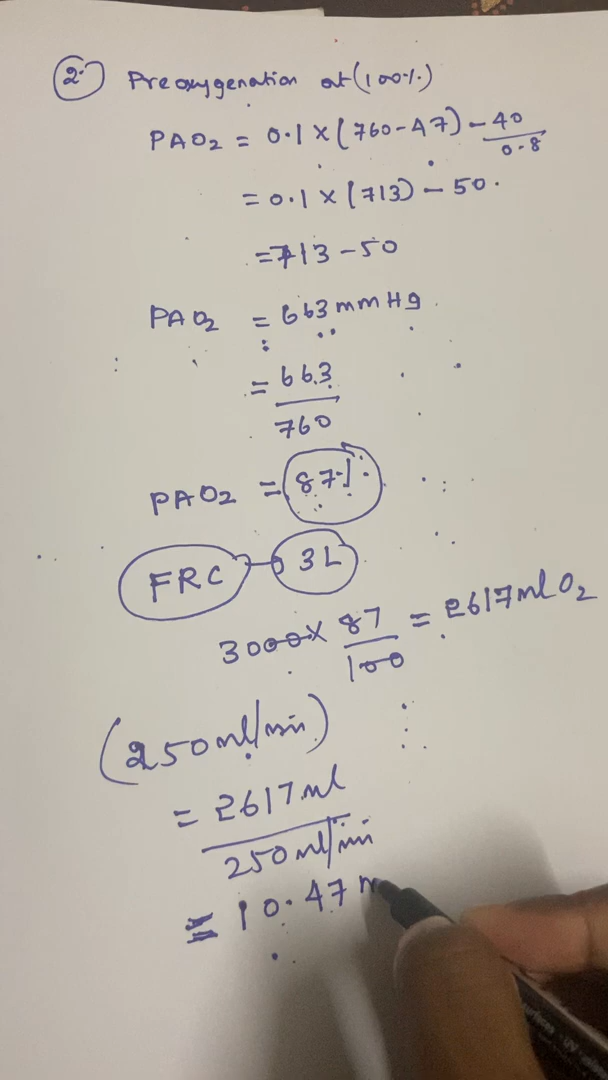 2. Preoxygenation at (100%)
PAO2 = 0.1 × (760-47) - 40/0.8
= 0.1 × (713) - 50.
= 713 - 50
PAO2 = 663 mmHg
= 663/760
PAO2 = 87%
FRC 3L
3000 × 87/100 = 2617 ml O2
(250 ml/min)
= 2617 ml
250 ml/min
= 10.47 m